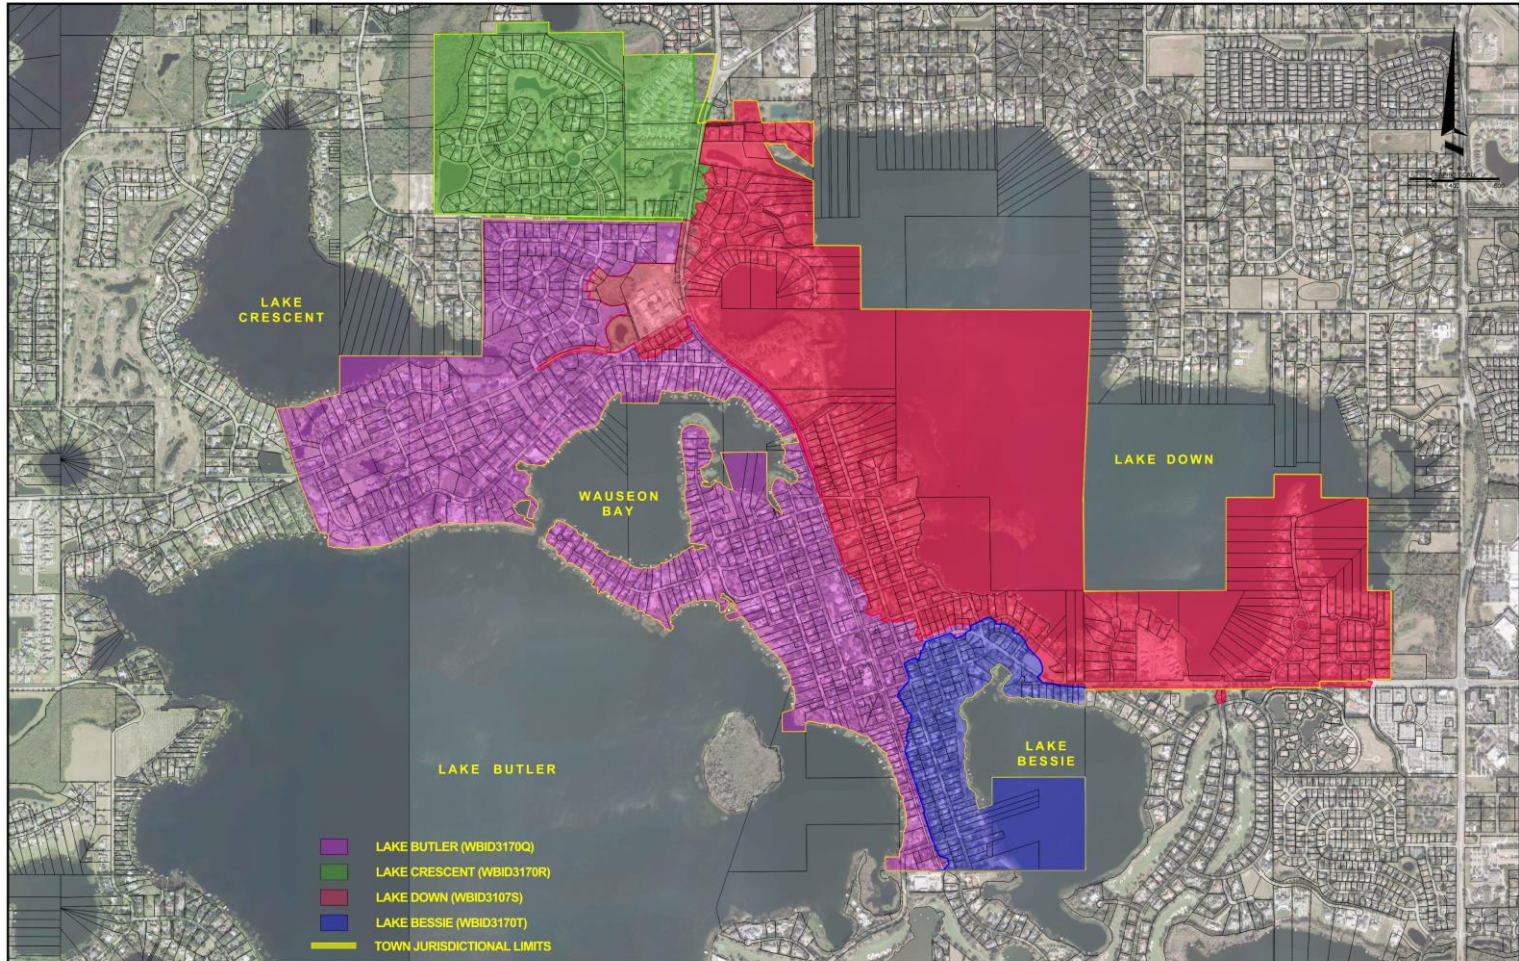 LAKE
CRESCENT
WAUSEON
BAY
LAKE DOWN
LAKE BUTLER
LAKE
BESSIE
LAKE BUTLER (WBID3170Q)
LAKE CRESCENT (WBID3170R)
LAKE DOWN (WBID3107S)
LAKE BESSIE (WBID3170T)
TOWN JURISDICTIONAL LIMITS